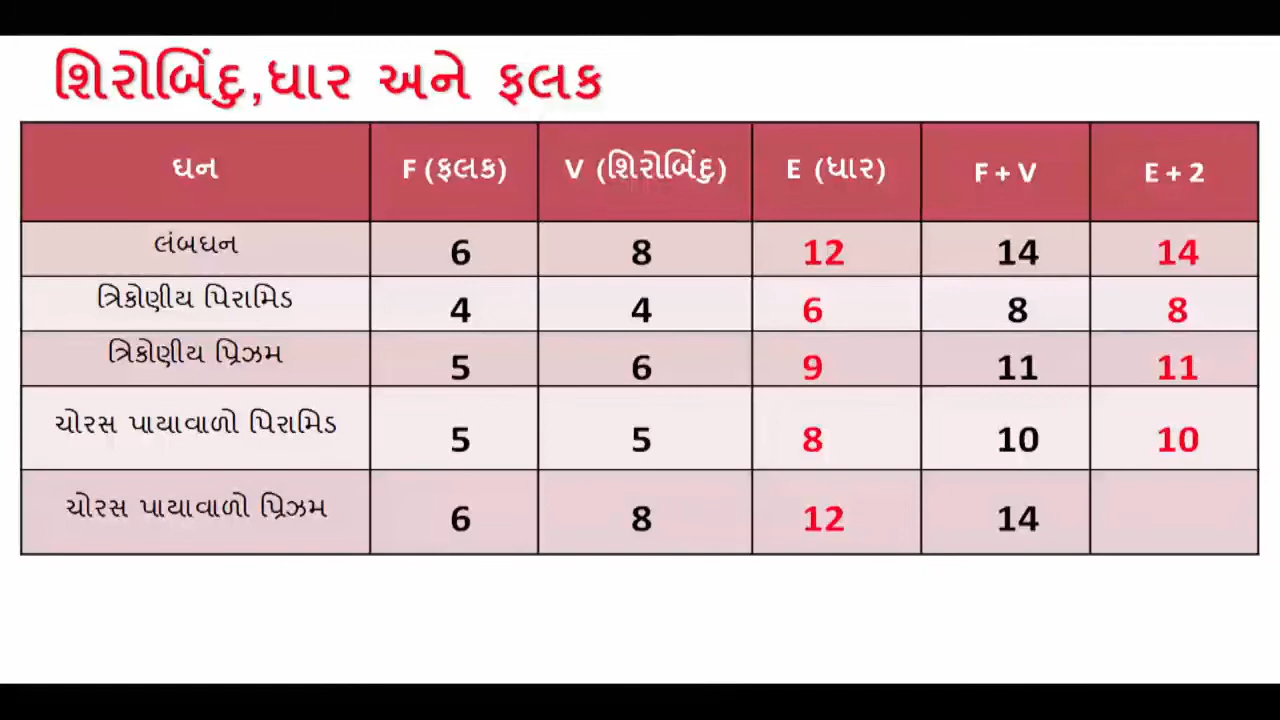 શિરોબિંદુ,ધાર અને ફલક
ઘન F (ફલક) V (શિરોબિંદુ) E (ધાર) F + V E + 2
લંબઘન 6 8 12 14 14
ત્રિકોણીય પિરામિડ 4 4 6 8 8
ત્રિકોણીય પ્રિઝમ 5 6 9 11 11
ચોરસ પાયાવાળો પિરામિડ 5 5 8 10 10
ચોરસ પાયાવાળો પ્રિઝમ 6 8 12 14